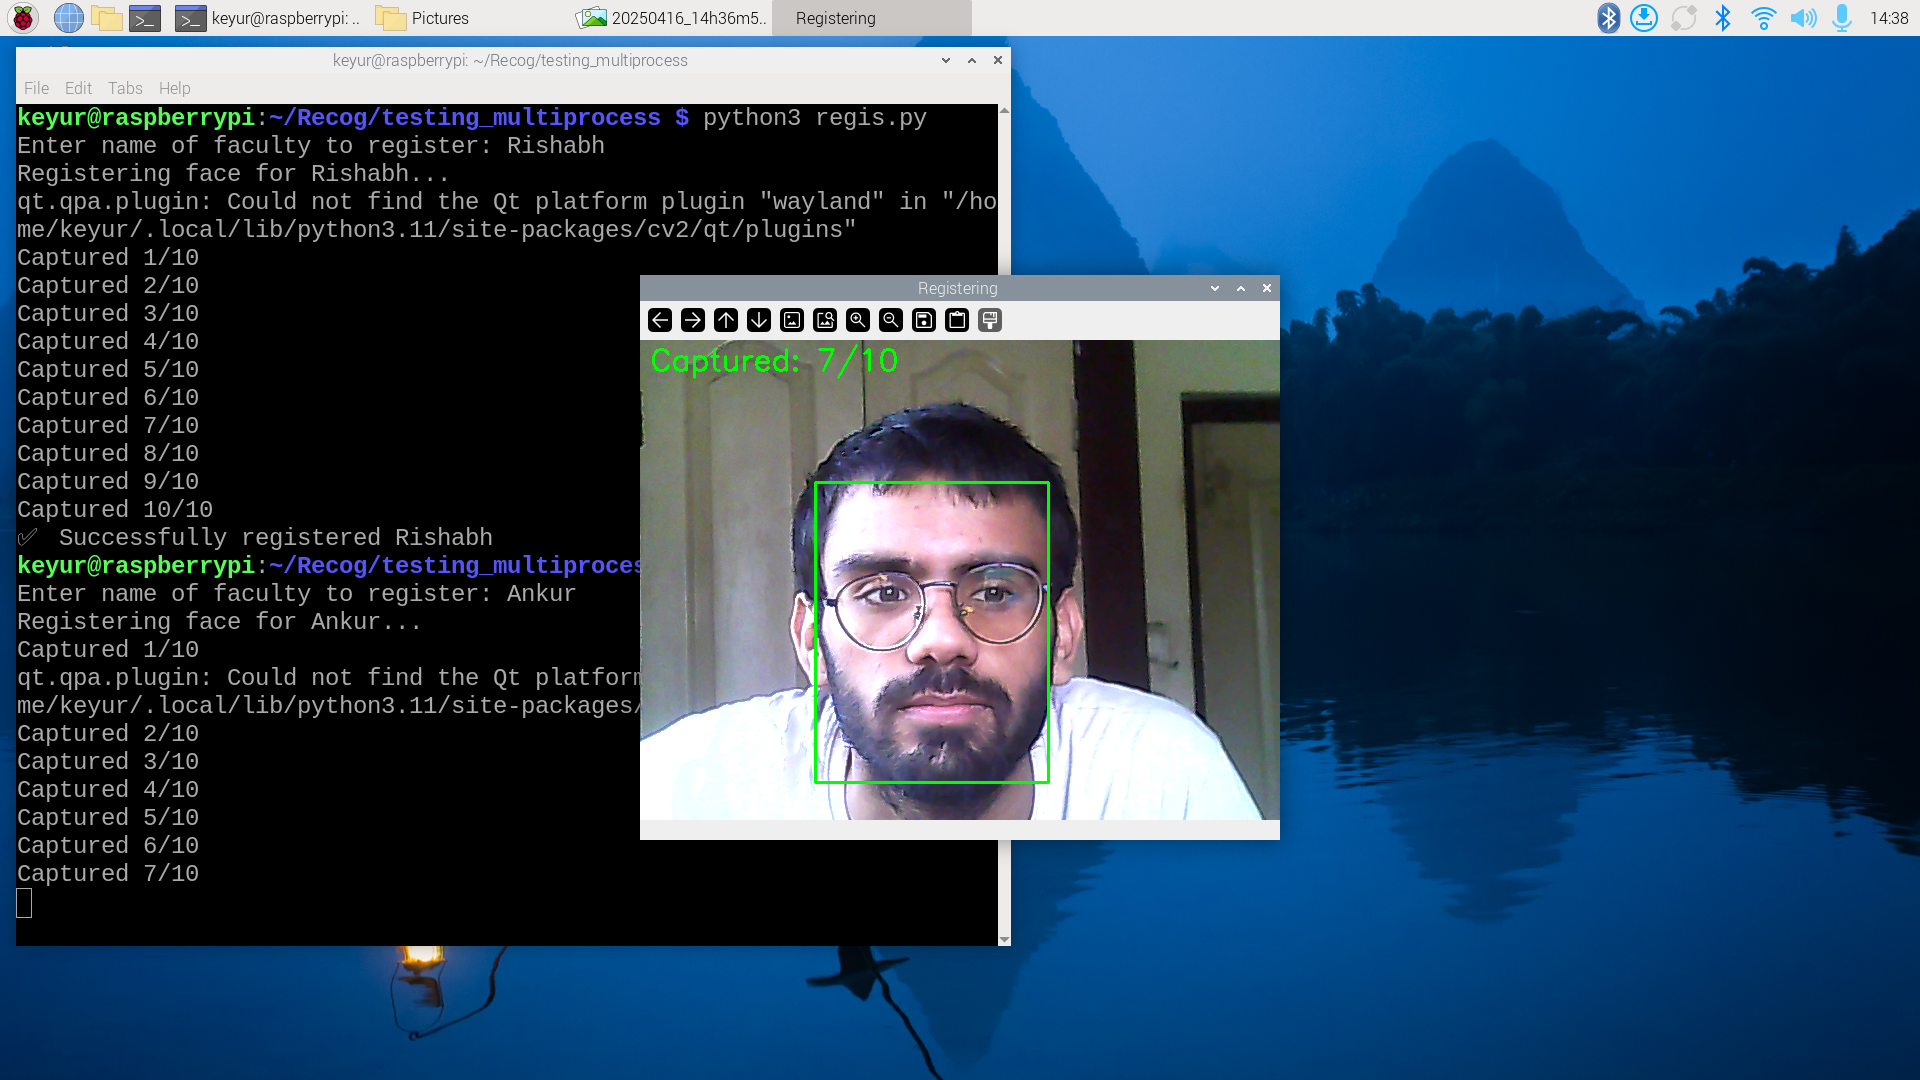 keyur@raspberrypi: ..
Pictures
20250416_14h36m5..
Registering
14:38
keyur@raspberrypi: ~/Recog/testing_multiprocess
File Edit Tabs Help
keyur@raspberrypi:~/Recog/testing_multiprocess $ python3 regis.py
Enter name of faculty to register: Rishabh
Registering face for Rishabh...
qt.qpa.plugin: Could not find the Qt platform plugin "wayland" in "/ho
me/keyur/.local/lib/python3.11/site-packages/cv2/qt/plugins"
Captured 1/10
Captured 2/10
Captured 3/10
Captured 4/10
Captured 5/10
Captured 6/10
Captured 7/10
Captured 8/10
Captured 9/10
Captured 10/10
✅ Successfully registered Rishabh
keyur@raspberrypi:~/Recog/testing_multiproces
Enter name of faculty to register: Ankur
Registering face for Ankur...
Captured 1/10
qt.qpa.plugin: Could not find the Qt platform
me/keyur/.local/lib/python3.11/site-packages/
Captured 2/10
Captured 3/10
Captured 4/10
Captured 5/10
Captured 6/10
Captured 7/10
Registering
Captured: 7/10